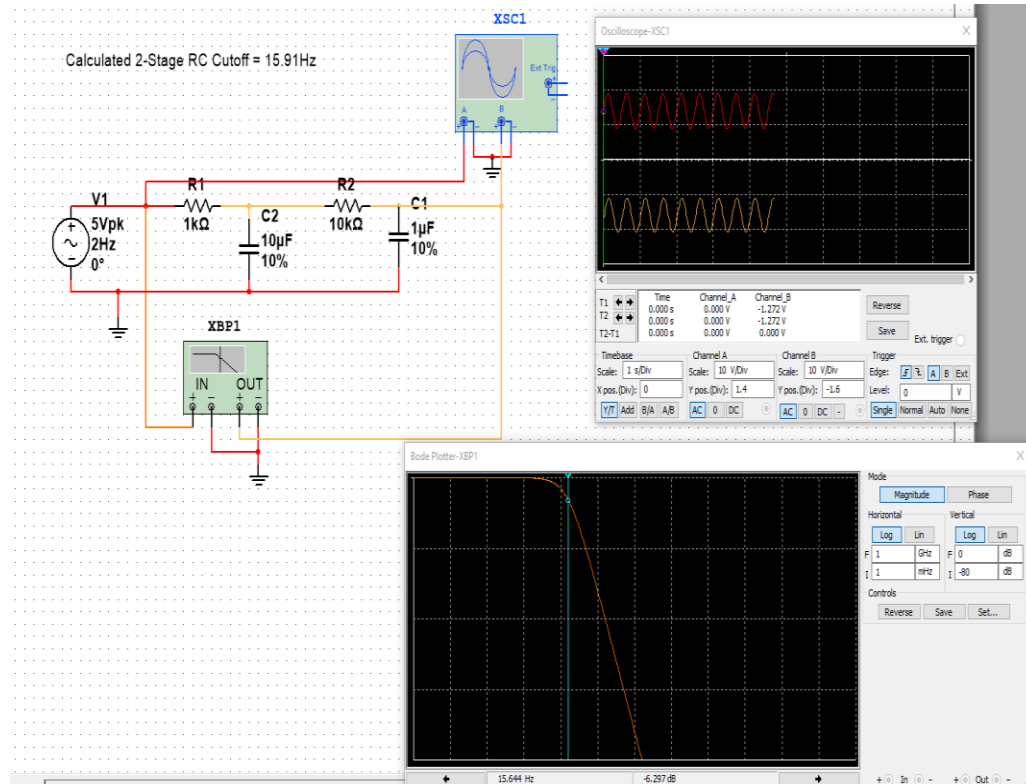 XSC1
Calculated 2-Stage RC Cutoff = 15.91Hz
Ext Trig
+
-
A
B
+ - + -
V1
+
-
5Vpk
2Hz
0°
R1
1kΩ
C2
10µF
10%
R2
10kΩ
C1
1µF
10%
XBP1
IN OUT
+ - + -
Oscilloscope-XSC1 X
< >
Time Channel_A Channel_B
T1 0.000 s 0.000 V -1.272 V
T2 0.000 s 0.000 V -1.272 V
T2-T1 0.000 s 0.000 V 0.000 V
Reverse
Save
Ext. trigger
Timebase Channel A Channel B Trigger
Scale: 1 s/Div Scale: 10 V/Div Scale: 10 V/Div Edge: A B Ext
X pos.(Div): 0 Y pos.(Div): 1.4 Y pos.(Div): -1.6 Level: 0 V
Y/T Add B/A A/B AC 0 DC AC 0 DC - Single Normal Auto None
Bode Plotter-XBP1 X
Mode
Magnitude Phase
Horizontal Vertical
Log Lin Log Lin
F 1 GHz F 0 dB
I 1 mHz I -80 dB
Controls
Reverse Save Set...
15.644 Hz -6.297 dB
+ In - + Out -